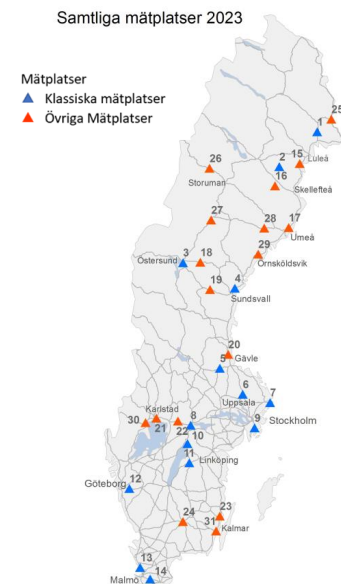 Samtliga mätplatser 2023
Mätplatser
Klassiska mätplatser
Övriga Mätplatser
25
1
26
2
15
Luleå
16
Storuman
Skellefteå
27
28
17
Umeå
29
Örnsköldsvik
3
18
Östersund
19
4
Sundsvall
20
5
Gävle
6
7
Uppsala
Karlstad
30
21
22
8
9
Stockholm
10
11
Linköping
12
Göteborg
24
23
31
Kalmar
13
14
Malmö